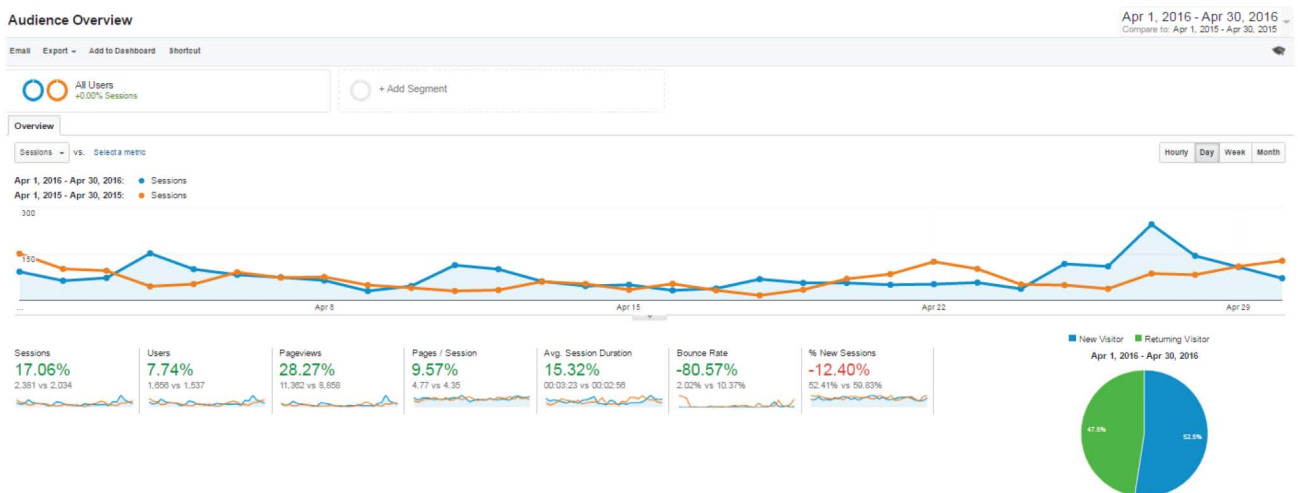 Audience Overview
Apr 1, 2016 - Apr 30, 2016
Compare to: Apr 1, 2015 - Apr 30, 2015
Email Export Add to Dashboard Shortcut
All Users
+0.00% Sessions
+ Add Segment
Overview
Sessions VS. Select a metric
Hourly Day Week Month
Apr 1, 2016 - Apr 30, 2016: Sessions
Apr 1, 2015 - Apr 30, 2015: Sessions
300
150
... Apr 8 Apr 15 Apr 22 Apr 29
Sessions
17.06%
2,381 vs 2,034
Users
7.74%
1,656 vs 1,537
Pageviews
28.27%
11,362 vs 8,858
Pages / Session
9.57%
4.77 vs 4.35
Avg. Session Duration
15.32%
00:03:23 vs 00:02:56
Bounce Rate
-80.57%
2.02% vs 10.37%
% New Sessions
-12.40%
52.41% vs 59.83%
New Visitor Returning Visitor
Apr 1, 2016 - Apr 30, 2016
47.5%
52.5%